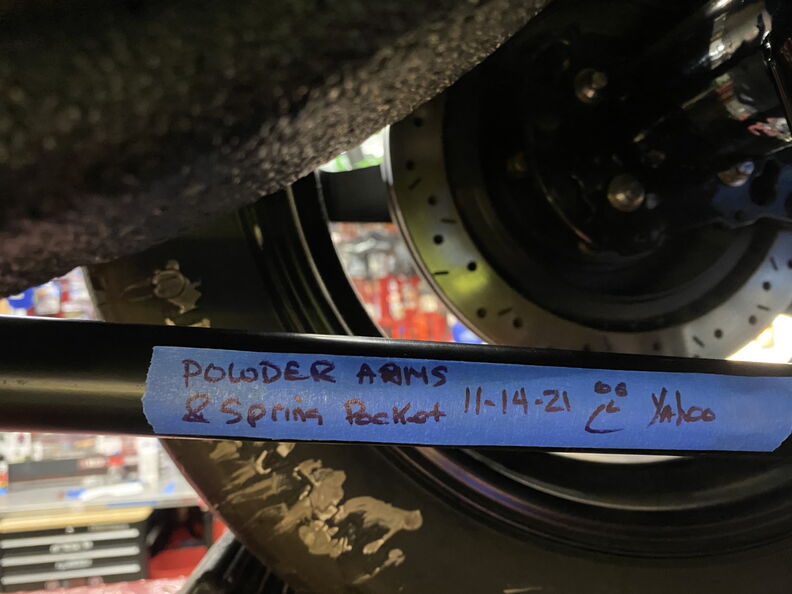 POWDER ARMS
& Spring Pocket 11-14-21 Yahoo